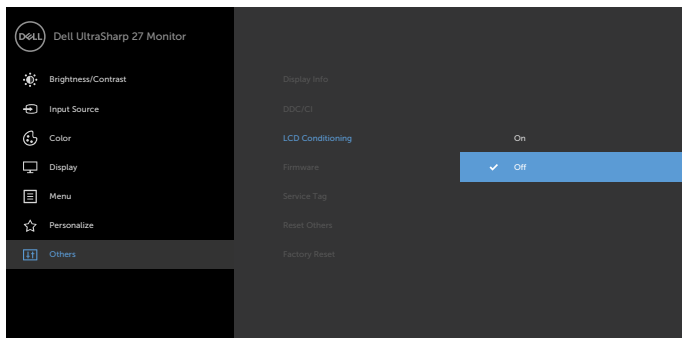 DELL Dell UltraSharp 27 Monitor
Brightness/Contrast
Input Source
Color
Display
Menu
Personalize
Others
Display Info
DDC/CI
LCD Conditioning
Firmware
Service Tag
Reset Others
Factory Reset
On
Off